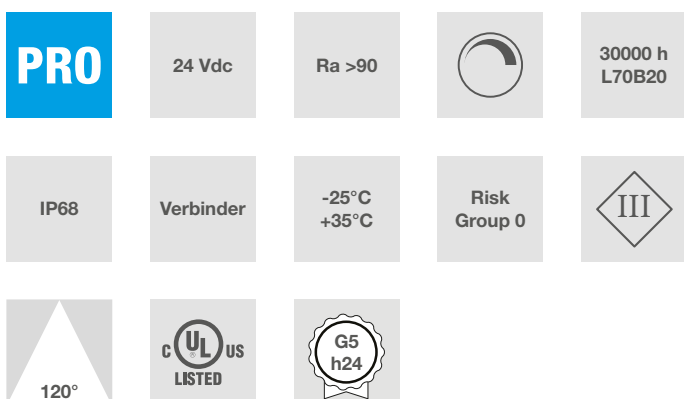 PRO
24 Vdc
Ra >90
30000 h
L70B20
IP68
Verbinder
-25°C
+35°C
Risk
Group 0
III
120°
C UL US
®
LISTED
G5
h24